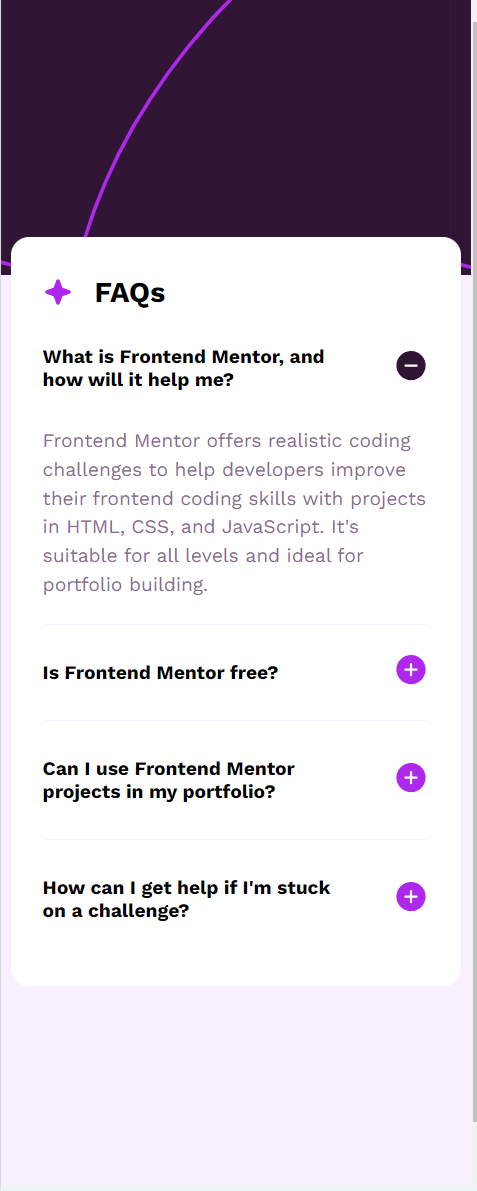 FAQs
What is Frontend Mentor, and
how will it help me?
Frontend Mentor offers realistic coding
challenges to help developers improve
their frontend coding skills with projects
in HTML, CSS, and JavaScript. It's
suitable for all levels and ideal for
portfolio building.
Is Frontend Mentor free?
Can I use Frontend Mentor
projects in my portfolio?
How can I get help if I'm stuck
on a challenge?